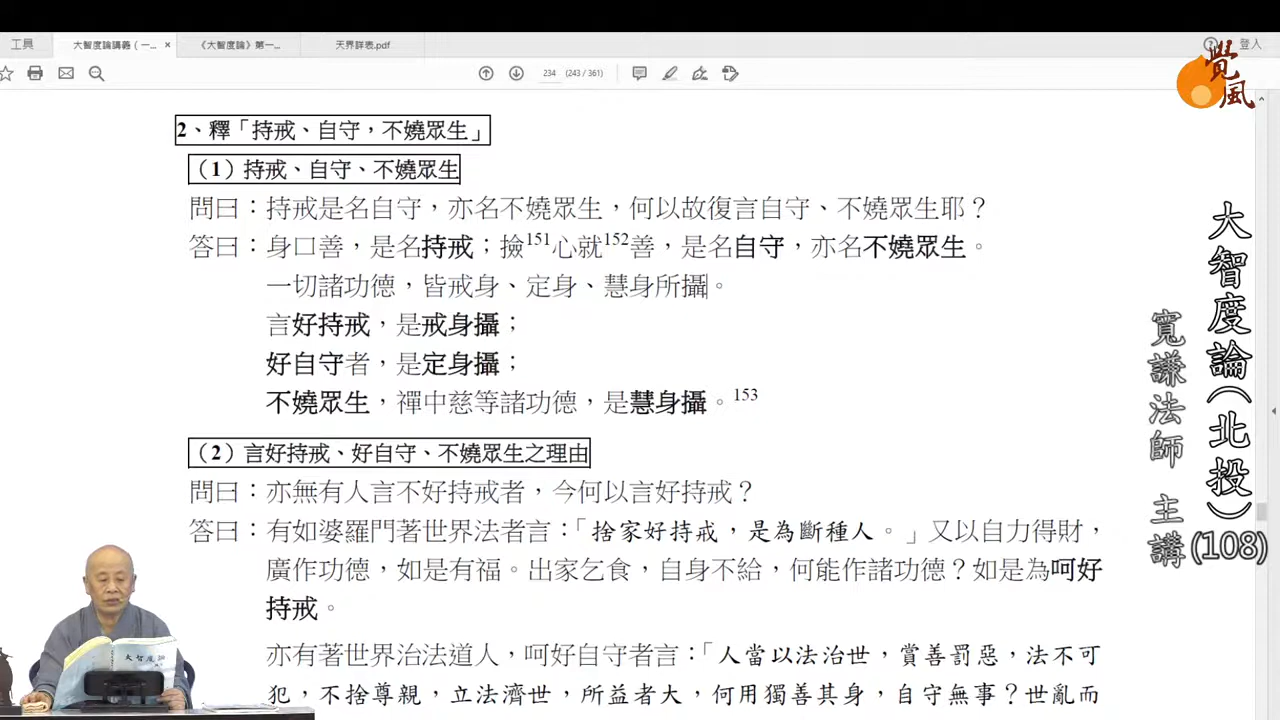 工具
大智度論講義（一... ×
《大智度論》第一...
天界詳表.pdf
登入
234 (243 / 361)
覺風
2、釋「持戒、自守，不嬈眾生」
（1）持戒、自守、不嬈眾生
問曰：持戒是名自守，亦名不嬈眾生，何以故復言自守、不嬈眾生耶？
答曰：身口善，是名持戒；撿151心就152善，是名自守，亦名不嬈眾生。
一切諸功德，皆戒身、定身、慧身所攝。
言好持戒，是戒身攝；
好自守者，是定身攝；
不嬈眾生，禪中慈等諸功德，是慧身攝。153
（2）言好持戒、好自守、不嬈眾生之理由
問曰：亦無有人言不好持戒者，今何以言好持戒？
答曰：有如婆羅門著世界法者言：「捨家好持戒，是為斷種人。」又以自力得財，
廣作功德，如是有福。出家乞食，自身不給，何能作諸功德？如是為呵好
持戒。
亦有著世界治法道人，呵好自守者言：「人當以法治世，賞善罰惡，法不可
犯，不捨尊親，立法濟世，所益者大，何用獨善其身，自守無事？世亂而
大智度論（北投）(108)
寬謙法師 主講
大智度論